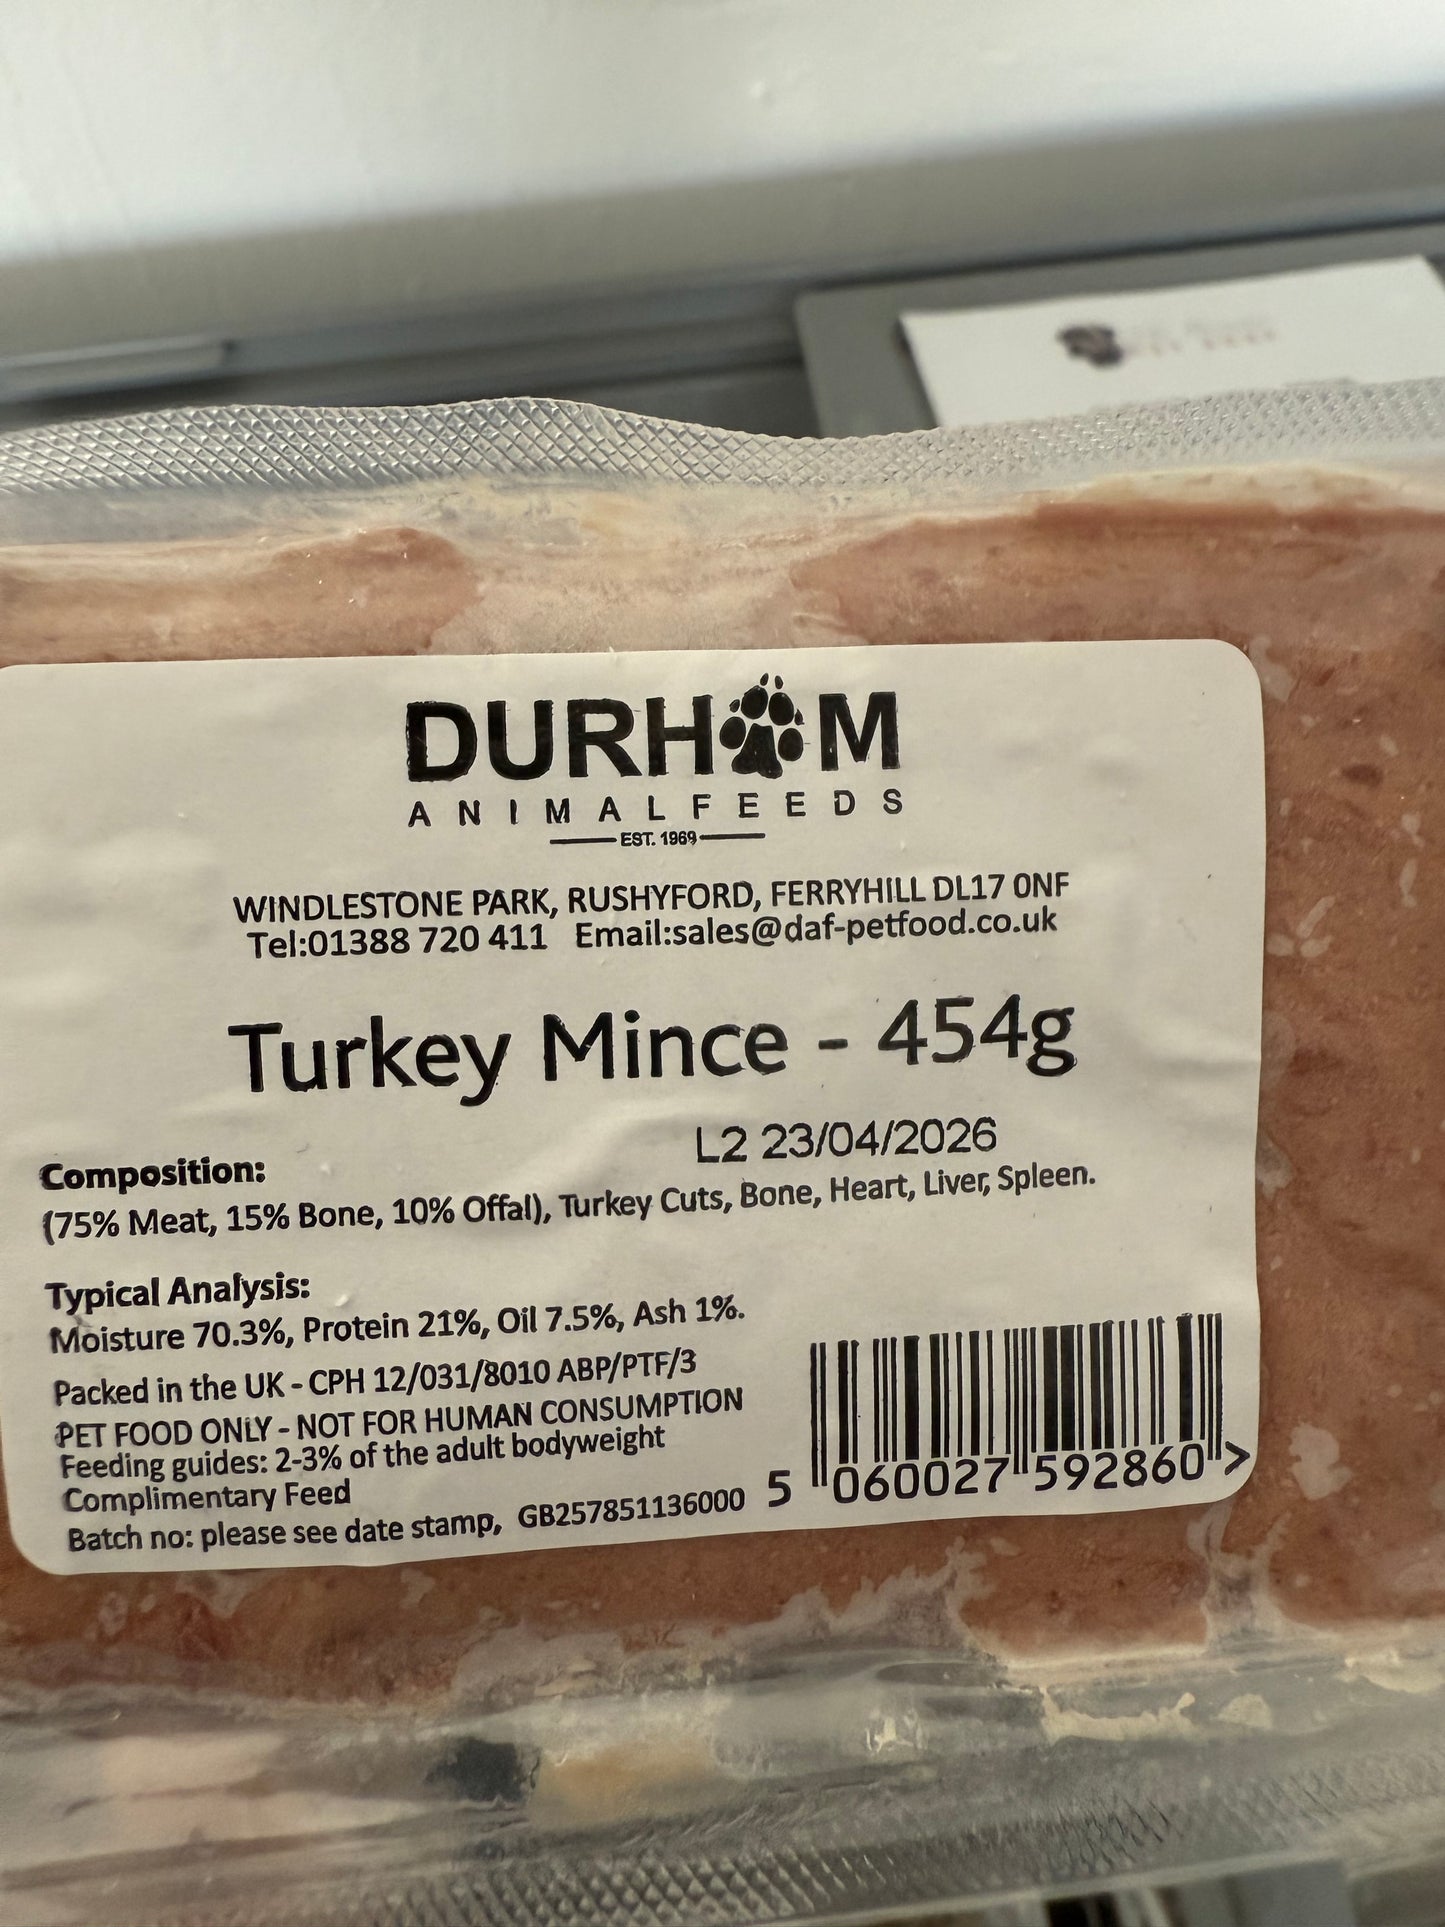 DURHAM
ANIMALFEEDS
EST. 1969
WINDLESTONE PARK, RUSHYFORD, FERRYHILL DL17 0NF
Tel:01388 720 411 Email:sales@daf-petfood.co.uk
Turkey Mince - 454g
L2 23/04/2026
Composition:
(75% Meat, 15% Bone, 10% Offal), Turkey Cuts, Bone, Heart, Liver, Spleen.
Typical Analysis:
Moisture 70.3%, Protein 21%, Oil 7.5%, Ash 1%.
Packed in the UK - CPH 12/031/8010 ABP/PTF/3
PET FOOD ONLY - NOT FOR HUMAN CONSUMPTION
Feeding guides: 2-3% of the adult bodyweight
Complimentary Feed
Batch no: please see date stamp, GB257851136000
5 060027 592860 >